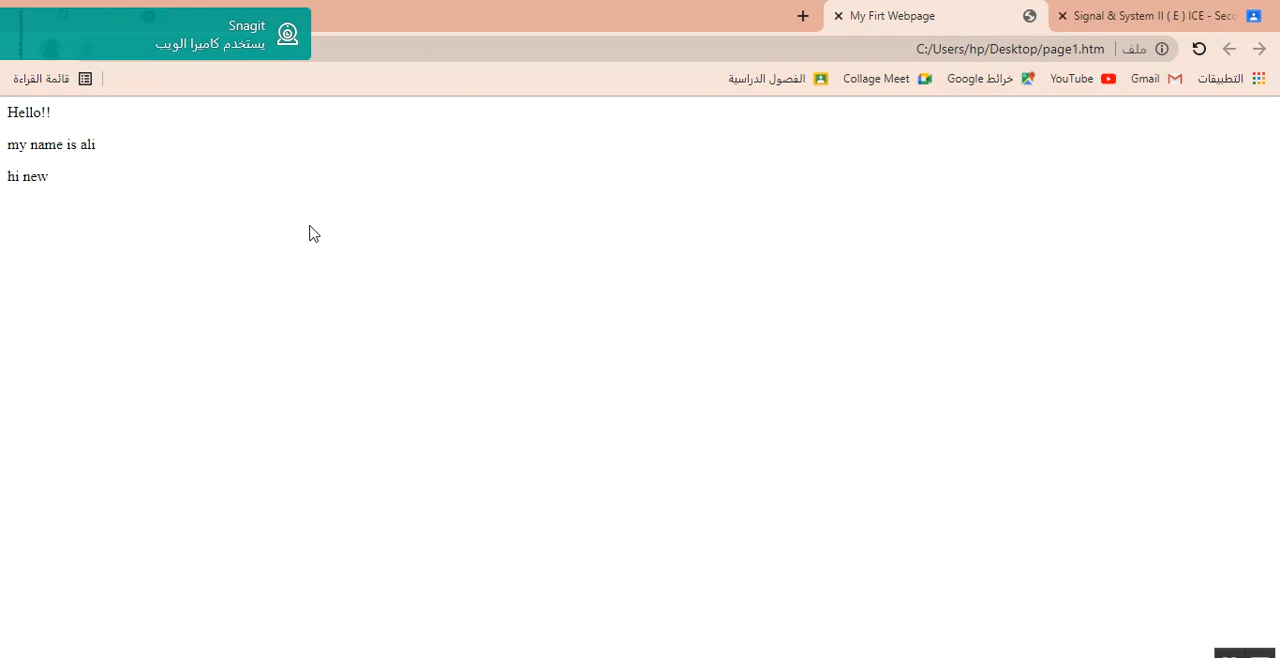 Snagit
يستخدم كاميرا الويب
Signal & System II ( E ) ICE - Seco
My Firt Webpage
ملف
C:/Users/hp/Desktop/page1.htm
التطبيقات
Gmail
YouTube
خرائط Google
Collage Meet
الفصول الدراسية
قائمة القراءة
Hello!!
my name is ali
hi new